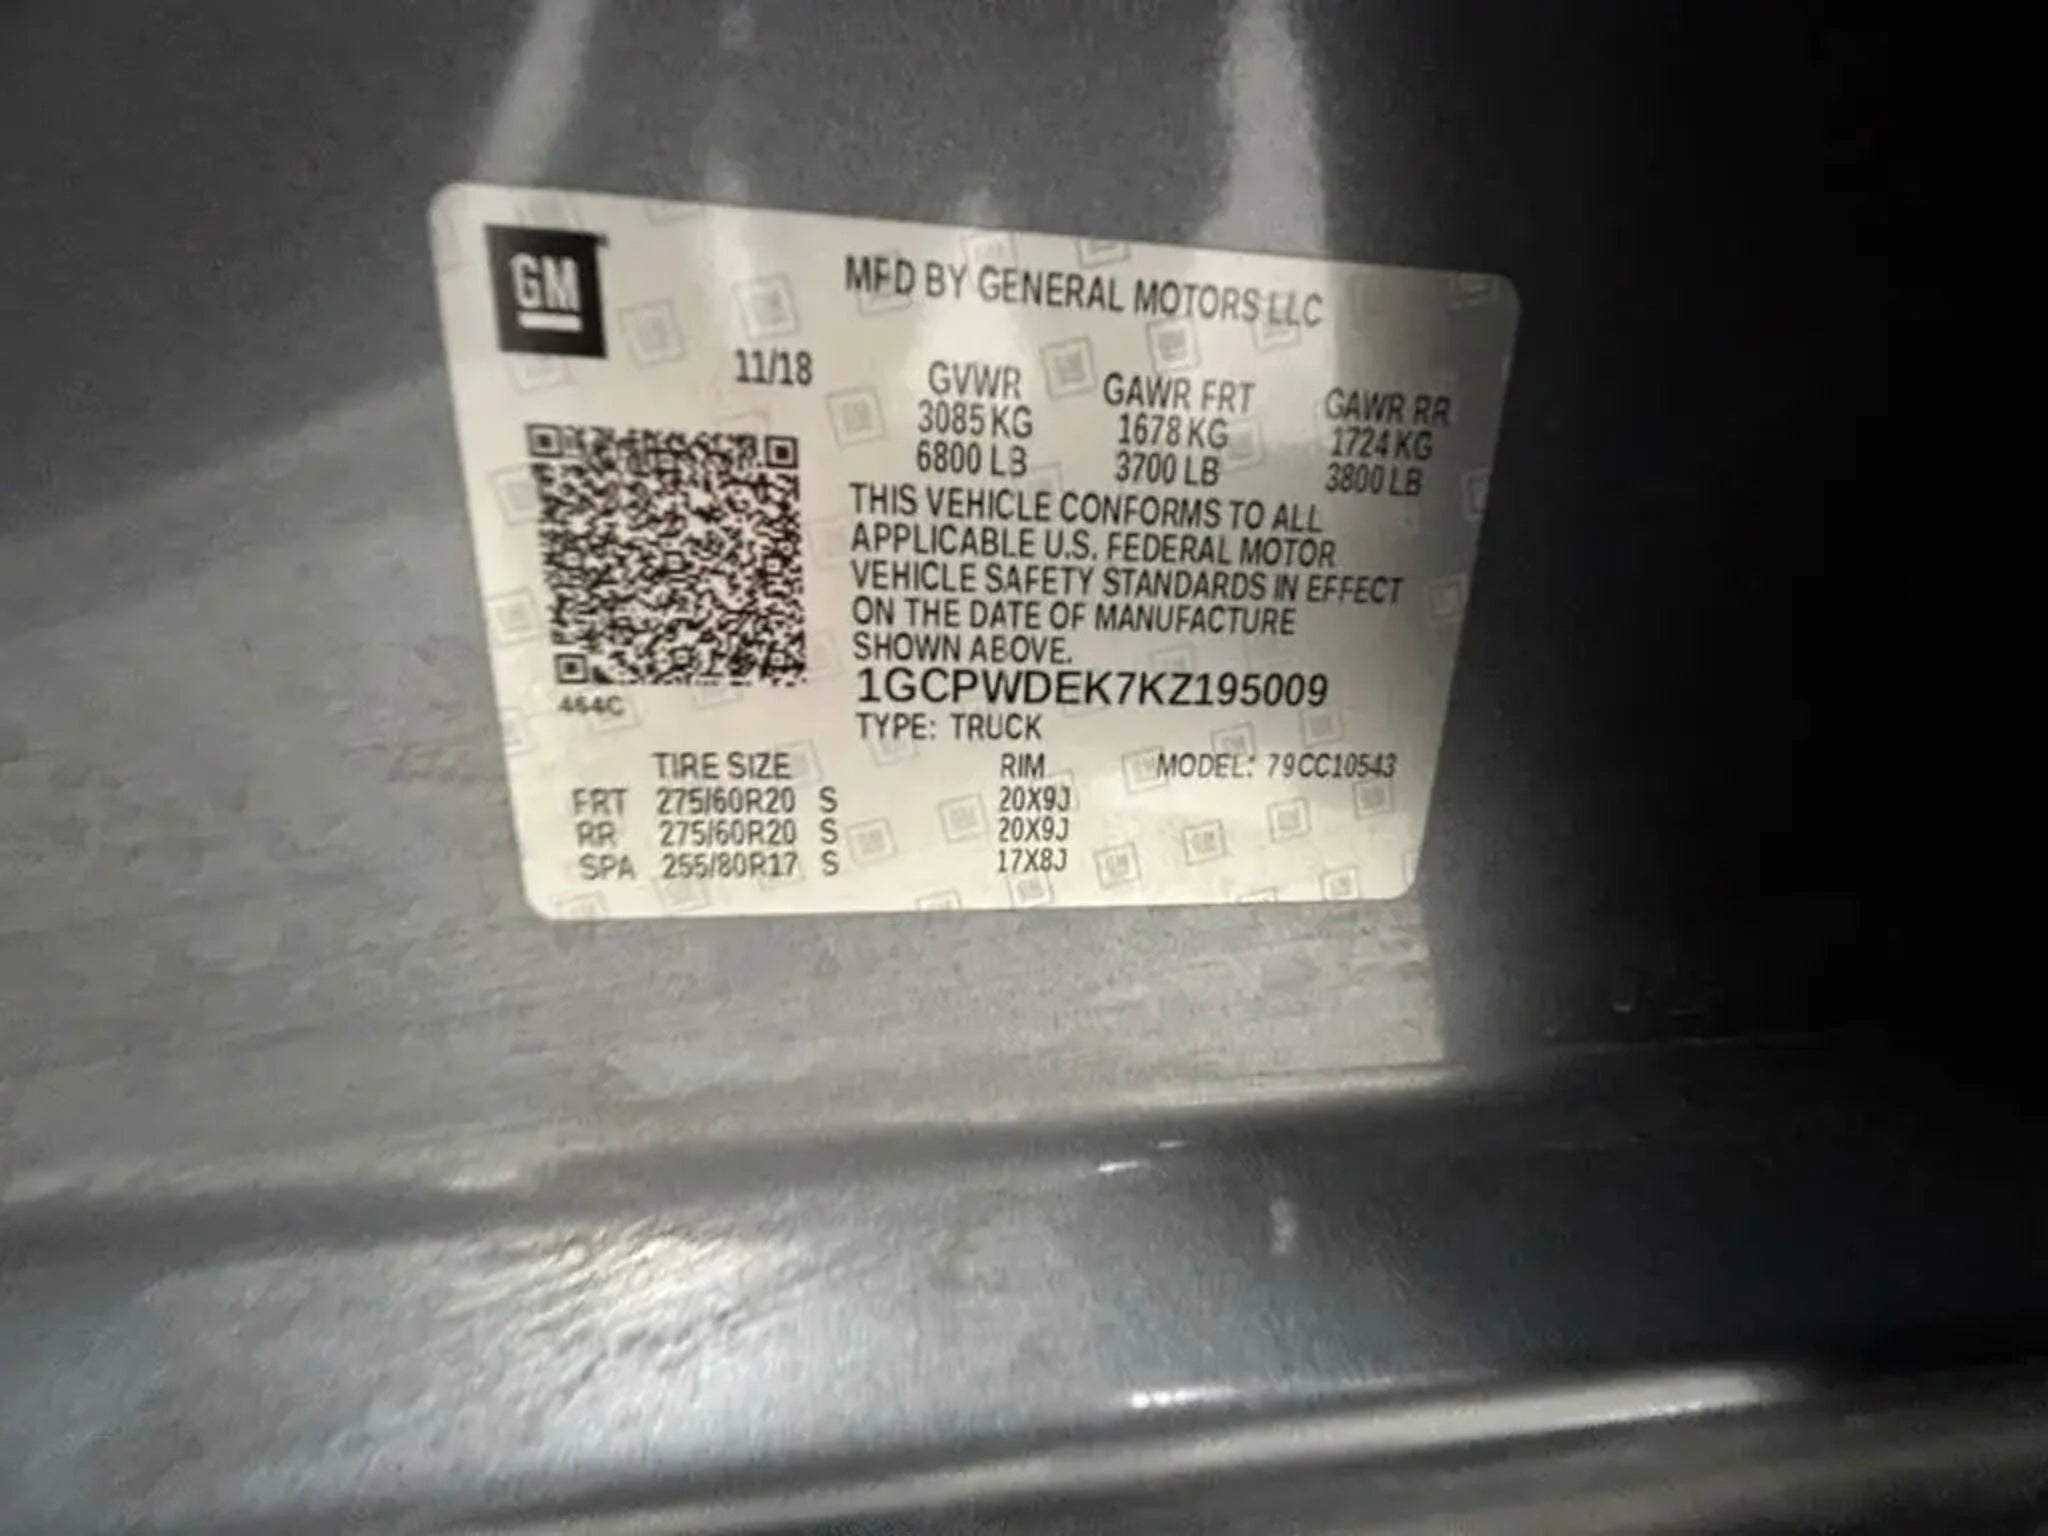 GM
MFD BY GENERAL MOTORS LLC
11/18
GVWR GAWR FRT GAWR RR
3085 KG 1678 KG 1724 KG
6800 LB 3700 LB 3800 LB
THIS VEHICLE CONFORMS TO ALL
APPLICABLE U.S. FEDERAL MOTOR
VEHICLE SAFETY STANDARDS IN EFFECT
ON THE DATE OF MANUFACTURE
SHOWN ABOVE.
464C
1GCPWDEK7KZ195009
TYPE: TRUCK
TIRE SIZE RIM MODEL: 79CC10543
FRT 275/60R20 S 20X9J
RR 275/60R20 S 20X9J
SPA 255/80R17 S 17X8J